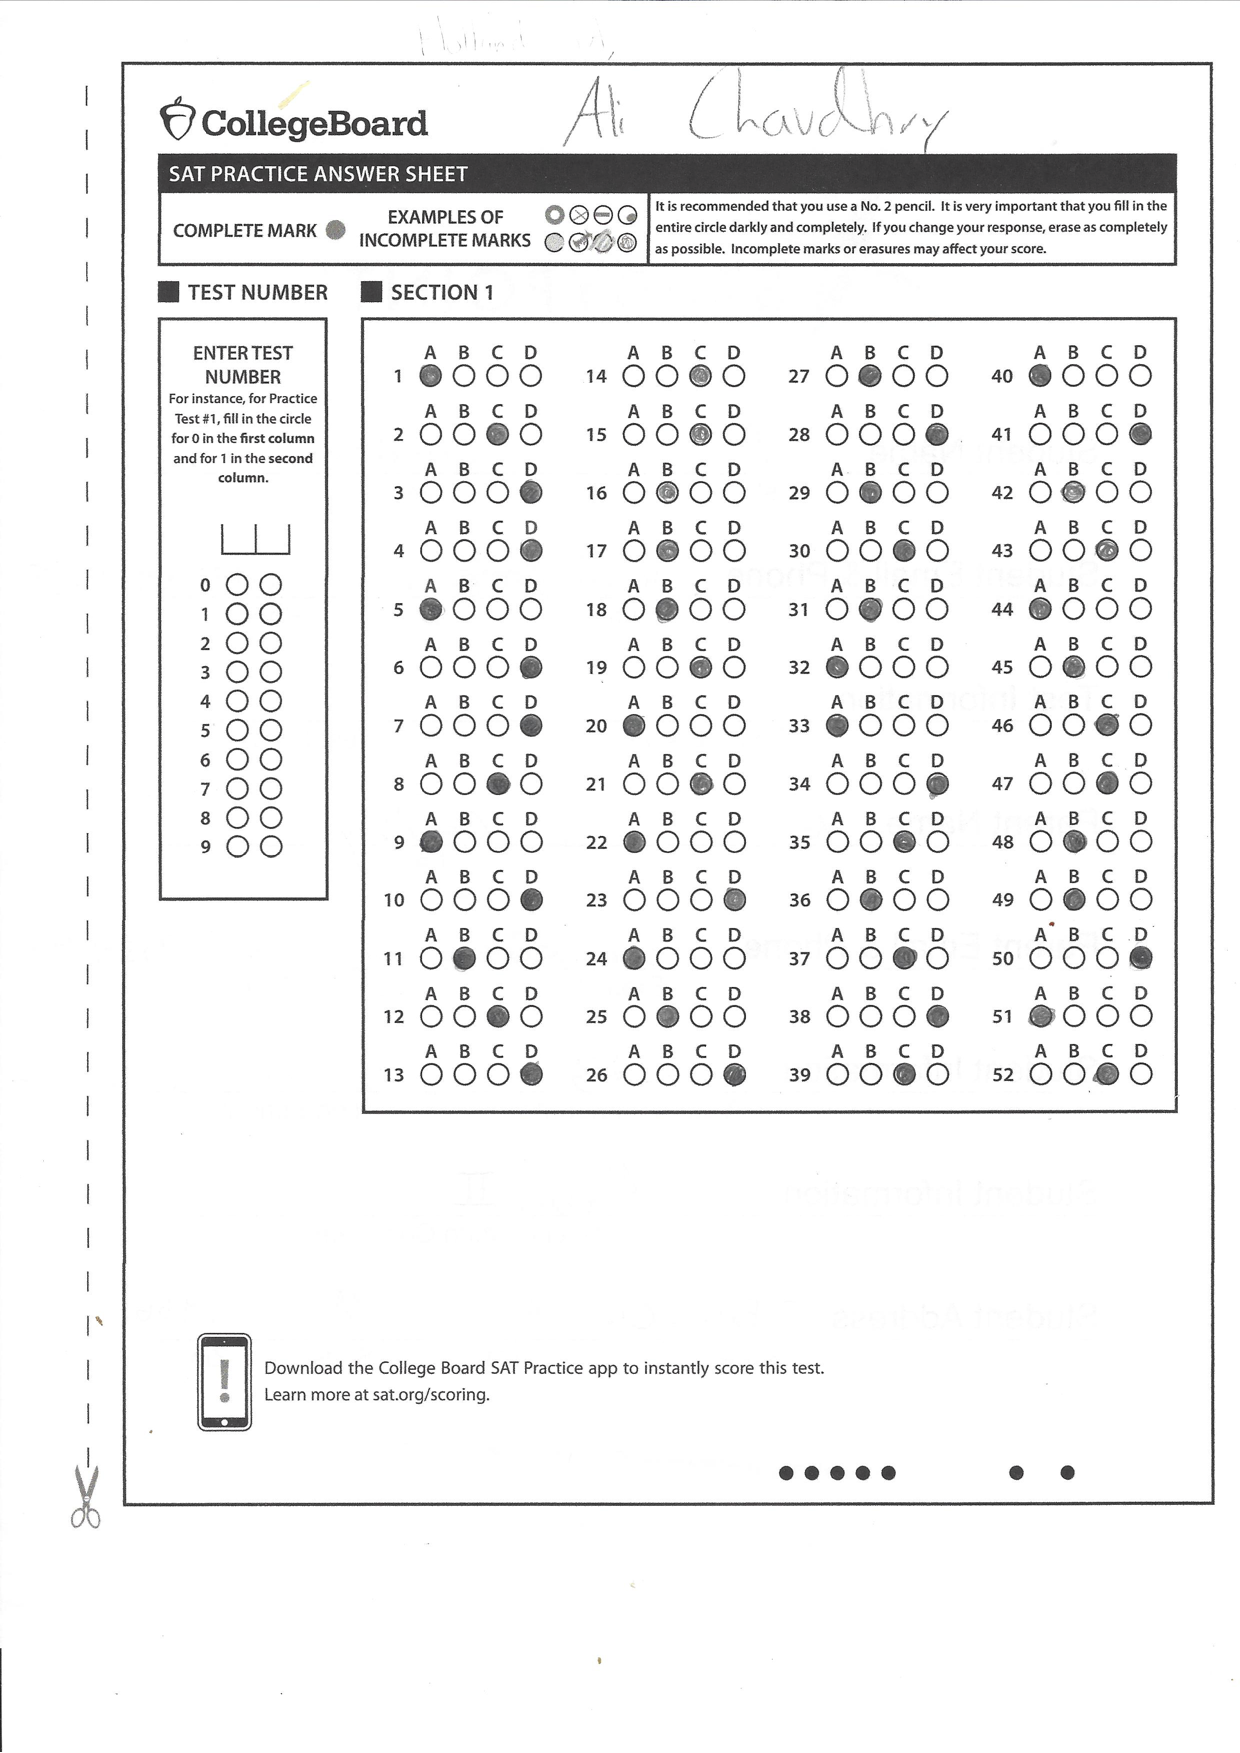 Ali Chaudhry
CollegeBoard
SAT PRACTICE ANSWER SHEET
COMPLETE MARK
EXAMPLES OF
INCOMPLETE MARKS
It is recommended that you use a No. 2 pencil. It is very important that you fill in the
entire circle darkly and completely. If you change your response, erase as completely
as possible. Incomplete marks or erasures may affect your score.
TEST NUMBER
ENTER TEST
NUMBER
For instance, for Practice
Test #1, fill in the circle
for 0 in the first column
and for 1 in the second
column.
0
1
2
3
4
5
6
7
8
9
SECTION 1
A B C D A B C D A B C D A B C D
1 14 27 40
A B C D A B C D A B C D A B C D
2 15 28 41
A B C D A B C D A B C D A B C D
3 16 29 42
A B C D A B C D A B C D A B C D
4 17 30 43
A B C D A B C D A B C D A B C D
5 18 31 44
A B C D A B C D A B C D A B C D
6 19 32 45
A B C D A B C D A B C D A B C D
7 20 33 46
A B C D A B C D A B C D A B C D
8 21 34 47
A B C D A B C D A B C D A B C D
9 22 35 48
A B C D A B C D A B C D A B C D
10 23 36 49
A B C D A B C D A B C D A B C D
11 24 37 50
A B C D A B C D A B C D A B C D
12 25 38 51
A B C D A B C D A B C D A B C D
13 26 39 52
Download the College Board SAT Practice app to instantly score this test.
Learn more at sat.org/scoring.